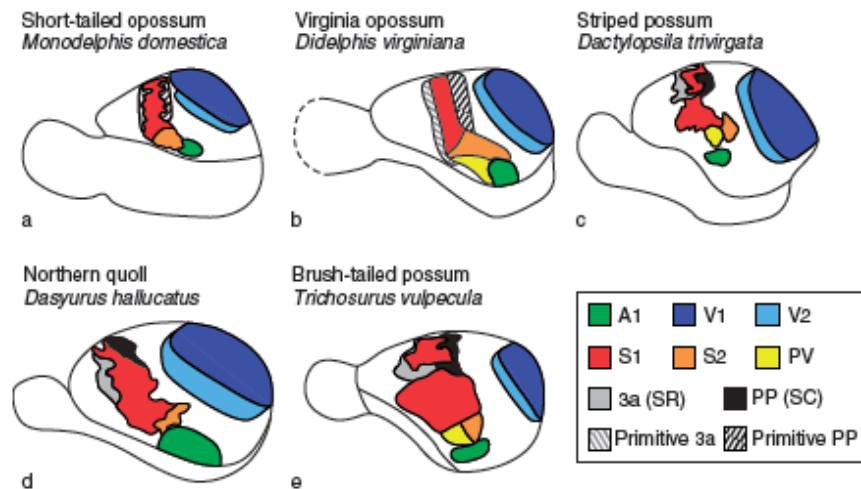 Short-tailed opossum
Monodelphis domestica
a
Virginia opossum
Didelphis virginiana
b
Striped possum
Dactylopsila trivirgata
c
Northern quoll
Dasyurus hallucatus
d
Brush-tailed possum
Trichosurus vulpecula
e
A1 V1 V2
S1 S2 PV
3a (SR) PP (SC)
Primitive 3a Primitive PP